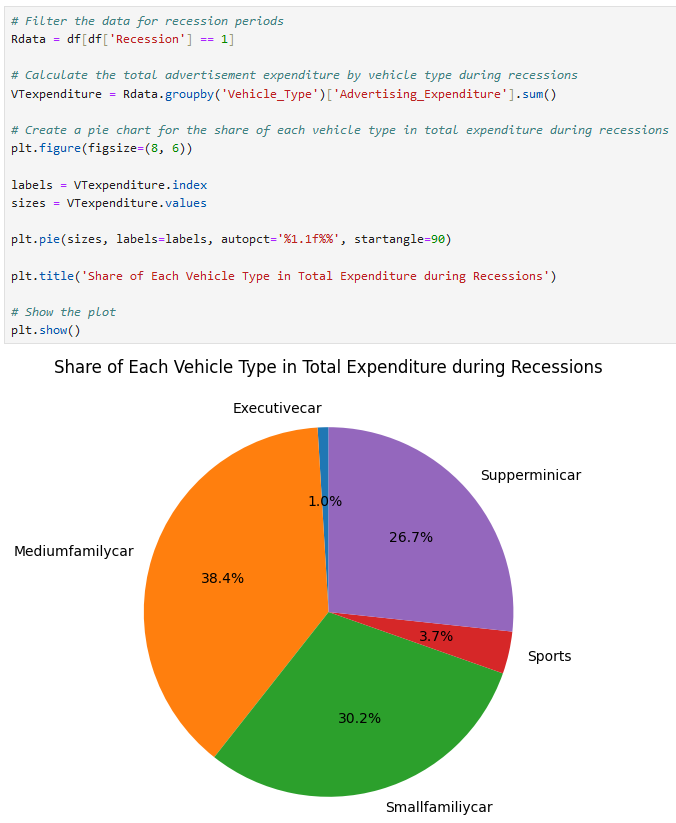 # Filter the data for recession periods
Rdata = df[df['Recession'] == 1]
# Calculate the total advertisement expenditure by vehicle type during recessions
VTexpenditure = Rdata.groupby('Vehicle_Type')['Advertising_Expenditure'].sum()
# Create a pie chart for the share of each vehicle type in total expenditure during recessions
plt.figure(figsize=(8, 6))
labels = VTexpenditure.index
sizes = VTexpenditure.values
plt.pie(sizes, labels=labels, autopct='%1.1f%%', startangle=90)
plt.title('Share of Each Vehicle Type in Total Expenditure during Recessions')
# Show the plot
plt.show()
Share of Each Vehicle Type in Total Expenditure during Recessions
Executivecar
Supperminicar
1.0%
26.7%
Mediumfamilycar
38.4%
3.7%
Sports
30.2%
Smallfamiliycar